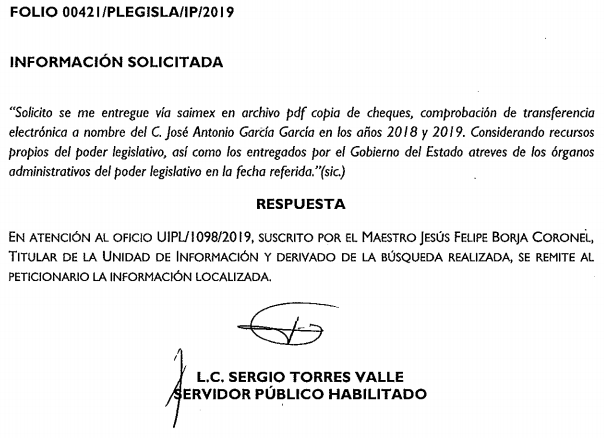 FOLIO 00421/PLEGISLA/IP/2019
INFORMACIÓN SOLICITADA
“Solicito se me entregue vía saimex en archivo pdf copia de cheques, comprobación de transferencia
electrónica a nombre del C. José Antonio García García en los años 2018 y 2019. Considerando recursos
propios del poder legislativo, así como los entregados por el Gobierno del Estado atreves de los órganos
administrativos del poder legislativo en la fecha referida.”(sic.)
RESPUESTA
EN ATENCIÓN AL OFICIO UIPL/1098/2019, SUSCRITO POR EL MAESTRO JESÚS FELIPE BORJA CORONEL,
TITULAR DE LA UNIDAD DE INFORMACIÓN Y DERIVADO DE LA BÚSQUEDA REALIZADA, SE REMITE AL
PETICIONARIO LA INFORMACIÓN LOCALIZADA.
L.C. SERGIO TORRES VALLE
SERVIDOR PÚBLICO HABILITADO